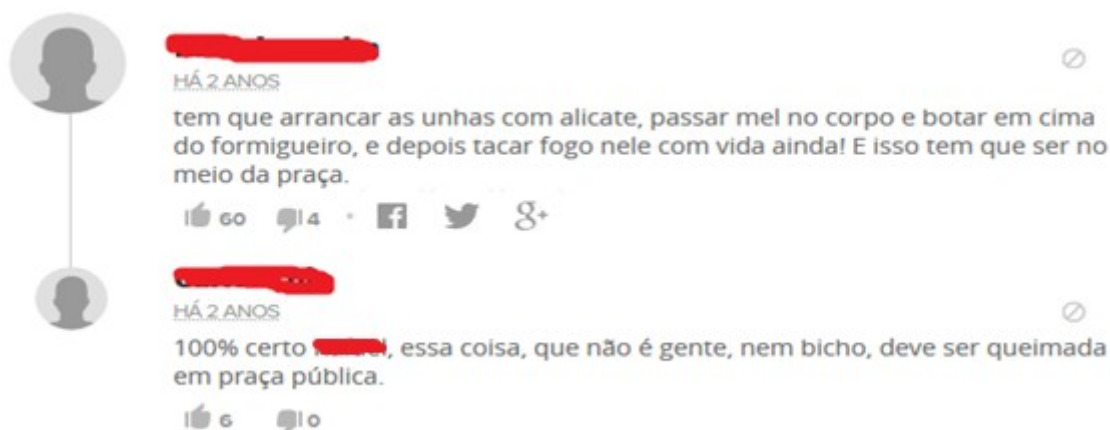 HÁ 2 ANOS
tem que arrancar as unhas com alicate, passar mel no corpo e botar em cima
do formigueiro, e depois tacar fogo nele com vida ainda! E isso tem que ser no
meio da praça.
60 4
HÁ 2 ANOS
100% certo , essa coisa, que não é gente, nem bicho, deve ser queimada
em praça pública.
6 0